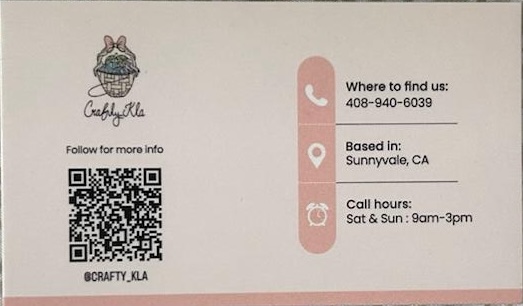 Crafty_Kla
Follow for more info
@CRAFTY_KLA
Where to find us:
408-940-6039
Based in:
Sunnyvale, CA
Call hours:
Sat & Sun : 9am-3pm